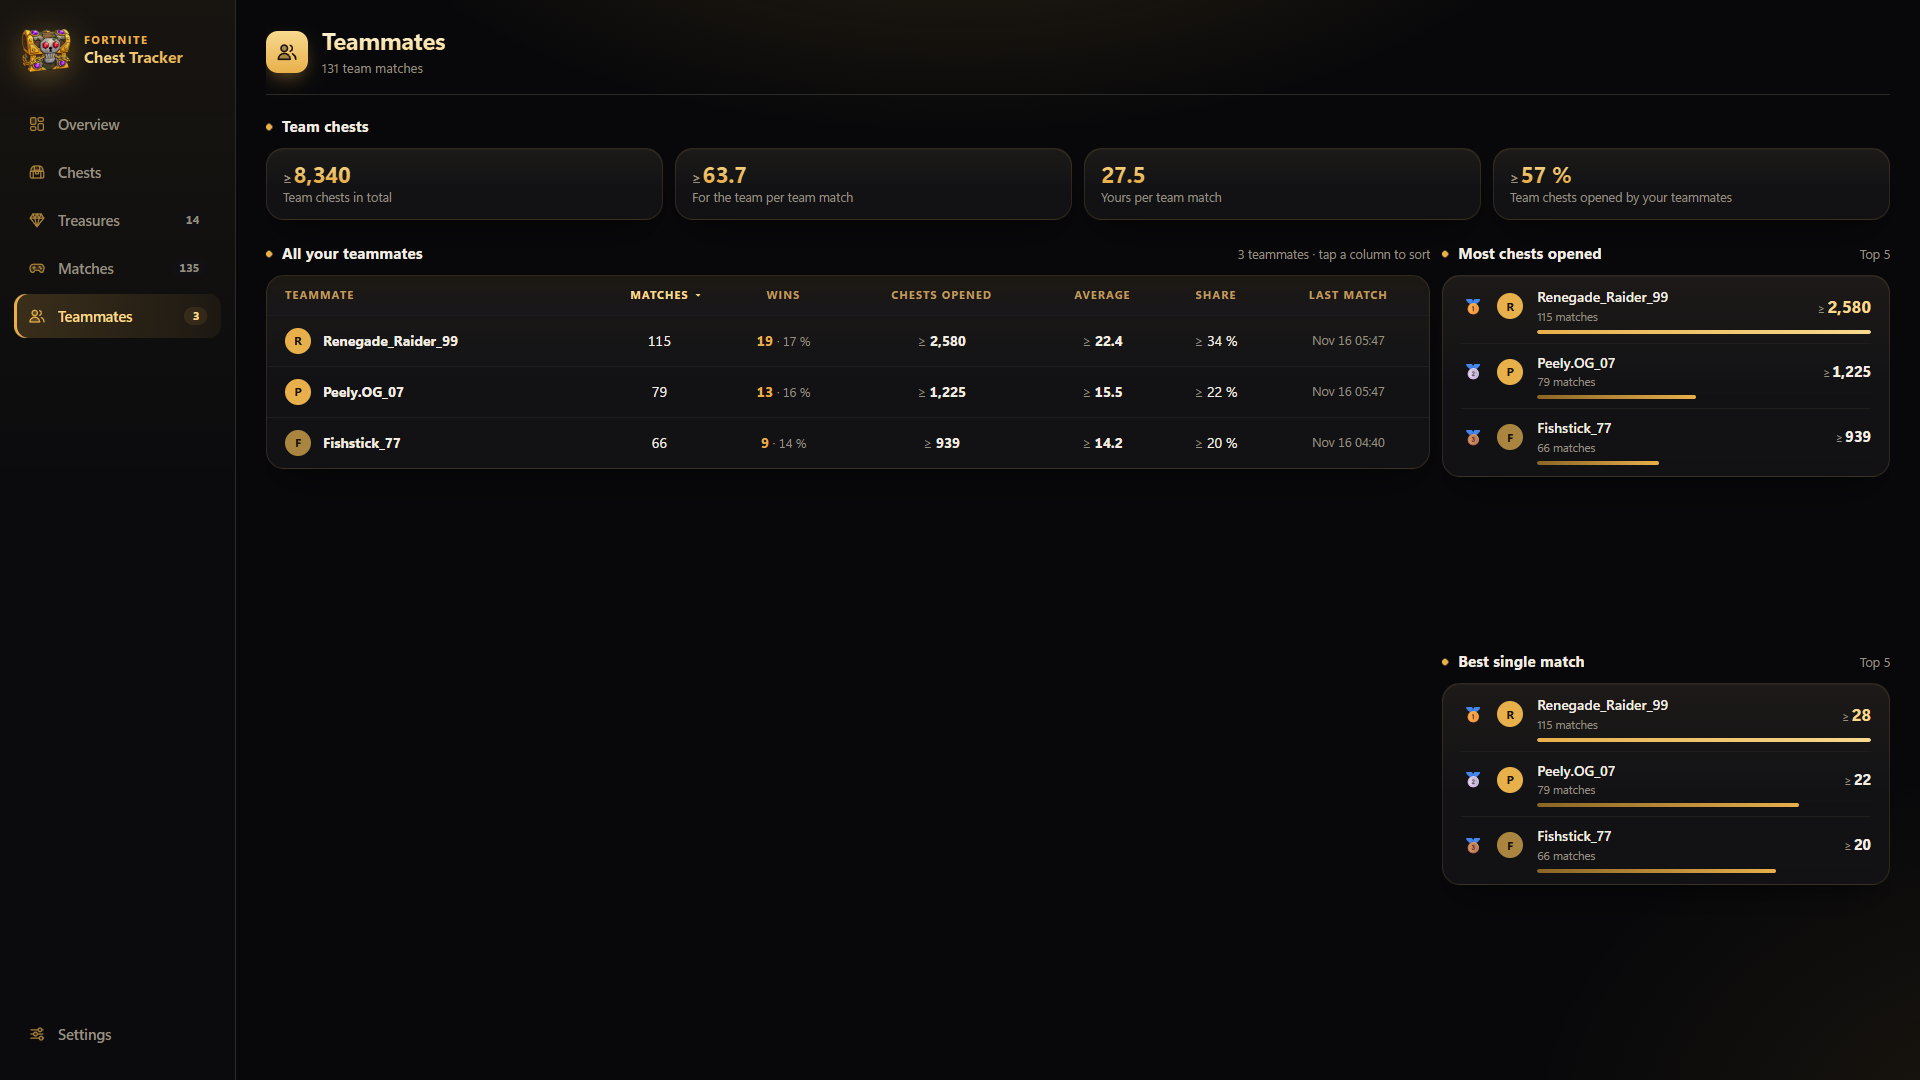 FORTNITE
Chest Tracker
Overview
Chests
Treasures 14
Matches 135
Teammates 3
Settings
Teammates
131 team matches
Team chests
≥ 8,340
Team chests in total
≥ 63.7
For the team per team match
27.5
Yours per team match
≥ 57 %
Team chests opened by your teammates
All your teammates
3 teammates · tap a column to sort
TEAMMATE MATCHES WINS CHESTS OPENED AVERAGE SHARE LAST MATCH
R Renegade_Raider_99 115 19 · 17 % ≥ 2,580 ≥ 22.4 ≥ 34 % Nov 16 05:47
P Peely.OG_07 79 13 · 16 % ≥ 1,225 ≥ 15.5 ≥ 22 % Nov 16 05:47
F Fishstick_77 66 9 · 14 % ≥ 939 ≥ 14.2 ≥ 20 % Nov 16 04:40
Most chests opened Top 5
1 R Renegade_Raider_99 ≥ 2,580
115 matches
2 P Peely.OG_07 ≥ 1,225
79 matches
3 F Fishstick_77 ≥ 939
66 matches
Best single match Top 5
1 R Renegade_Raider_99 ≥ 28
115 matches
2 P Peely.OG_07 ≥ 22
79 matches
3 F Fishstick_77 ≥ 20
66 matches